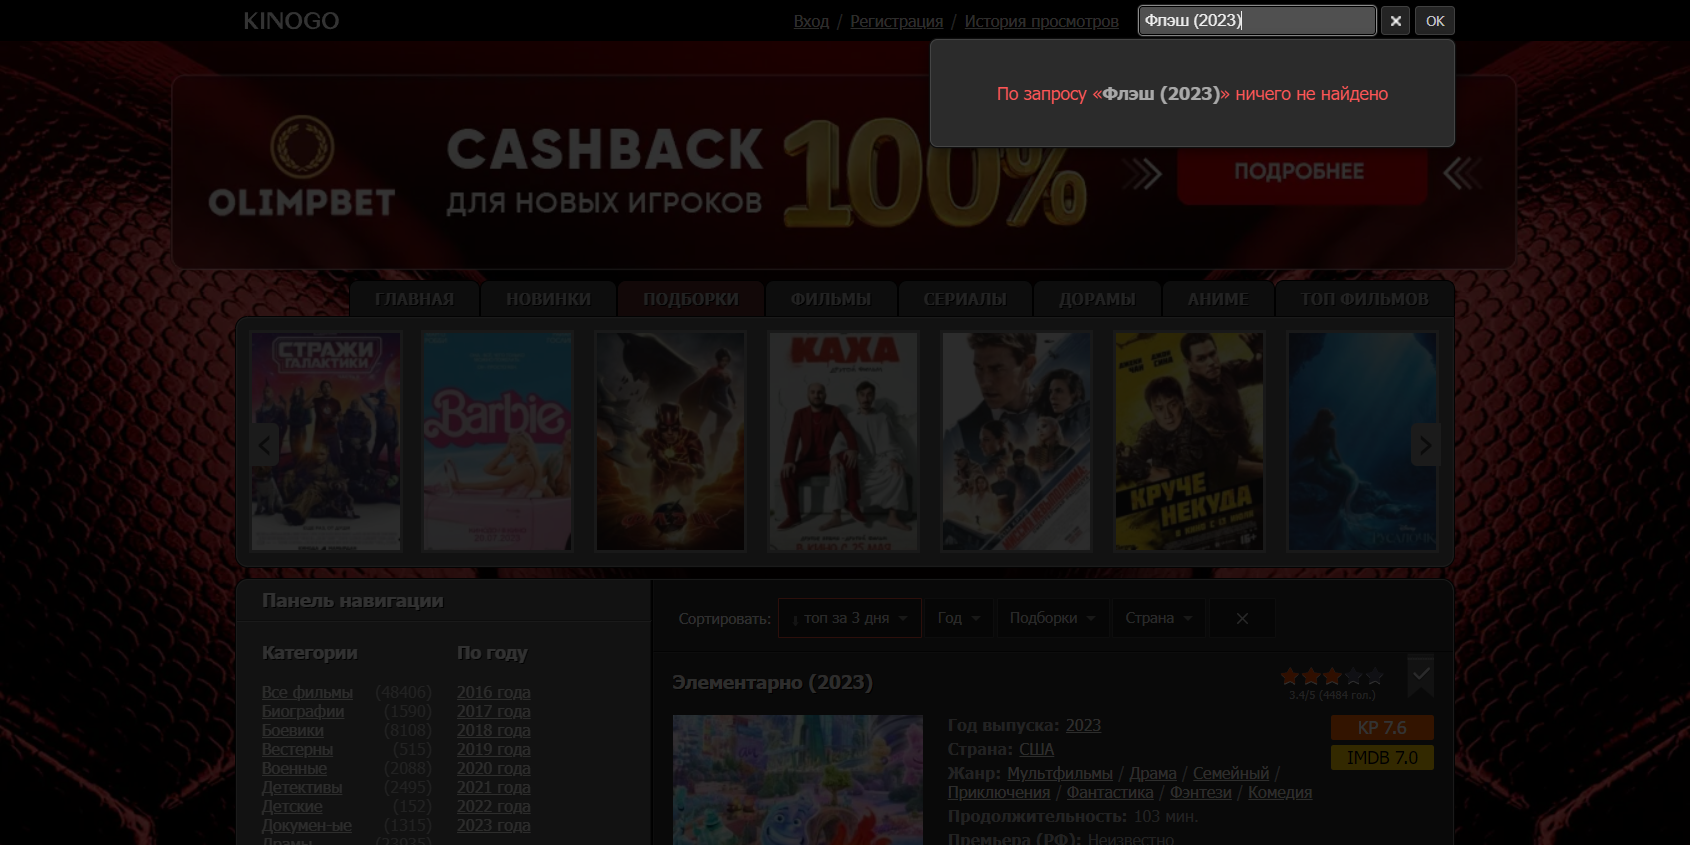 KINOGO
Вход / Регистрация / История просмотров
Флэш (2023)
× OK
По запросу «Флэш (2023)» ничего не найдено
OLIMPBET
CASHBACK
ДЛЯ НОВЫХ ИГРОКОВ
100%
ПОДРОБНЕЕ
ГЛАВНАЯ НОВИНКИ ПОДБОРКИ ФИЛЬМЫ СЕРИАЛЫ ДОРАМЫ АНИМЕ ТОП ФИЛЬМОВ
СТРАЖИ
ГАЛАКТИКИ
Barbie
КАХА
КРУЧЕ
НЕКУДА
Панель навигации
Категории
Все фильмы (48406)
Биографии (1590)
Боевики (8108)
Вестерны (515)
Военные (2088)
Детективы (2495)
Детские (152)
Докумен-ые (1315)
Драмы
По году
2016 года
2017 года
2018 года
2019 года
2020 года
2021 года
2022 года
2023 года
Сортировать: ↓ топ за 3 дня Год Подборки Страна ×
Элементарно (2023)
3.4/5 (4484 гол.)
Год выпуска: 2023
Страна: США
Жанр: Мультфильмы / Драма / Семейный /
Приключения / Фантастика / Фэнтези / Комедия
Продолжительность: 103 мин.
Премьера (РФ): Неизвестно
KP 7.6
IMDB 7.0